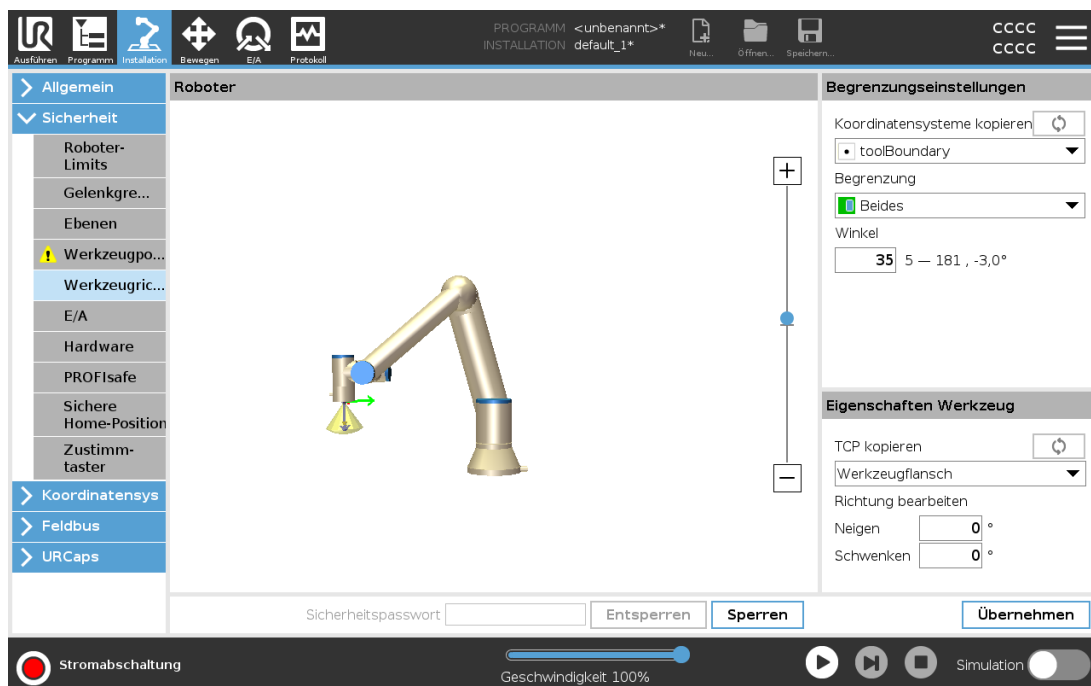 PROGRAMM <unbenannt>*
INSTALLATION default_1*
CCCC
CCCC
UR
Ausführen Programm Installation Bewegen E/A Protokoll
Neu... Öffnen... Speichern...
Allgemein
Sicherheit
Roboter-
Limits
Gelenkgre...
Ebenen
Werkzeugpo...
Werkzeugric...
E/A
Hardware
PROFIsafe
Sichere
Home-Position
Zustimm-
taster
Koordinatensys
Feldbus
URCaps
Roboter
Begrenzungseinstellungen
Koordinatensysteme kopieren
toolBoundary
Begrenzung
Beides
Winkel
35 5 — 181 , -3,0°
Eigenschaften Werkzeug
TCP kopieren
Werkzeugflansch
Richtung bearbeiten
Neigen 0 °
Schwenken 0 °
Sicherheitspasswort Entsperren Sperren Übernehmen
Stromabschaltung
Geschwindigkeit 100%
Simulation